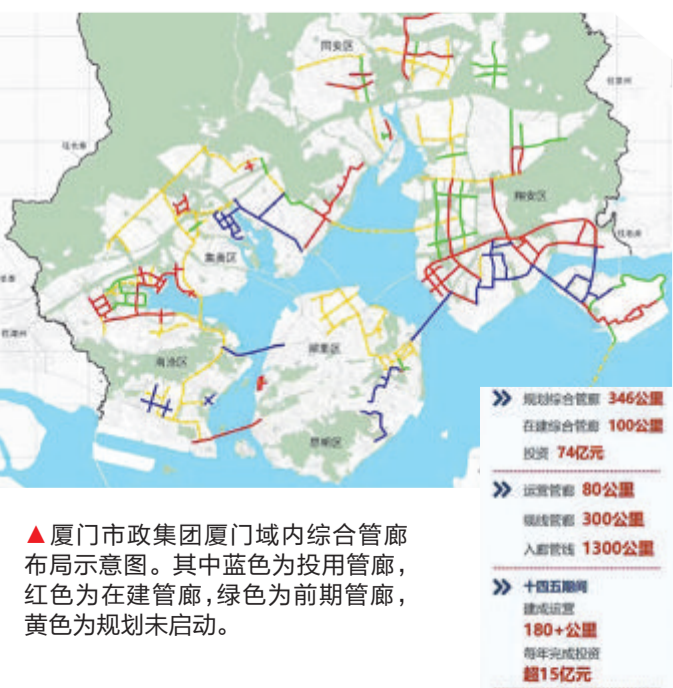 同安区
翔安区
集美区
海沧区
湖里区
思明区
规划综合管廊 346公里
在建综合管廊 100公里
投资 74亿元
运营管廊 80公里
缆线管廊 300公里
入廊管线 1300公里
十四五期间
建成运营
180+公里
每年完成投资
超15亿元
▲厦门市政集团厦门域内综合管廊
布局示意图。其中蓝色为投用管廊，
红色为在建管廊，绿色为前期管廊，
黄色为规划未启动。